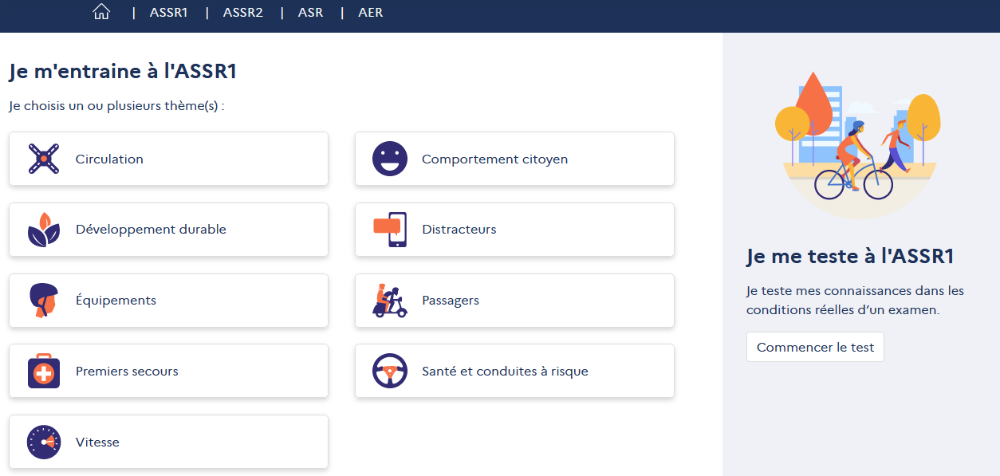 | ASSR1 | ASSR2 | ASR | AER
Je m'entraine à l'ASSR1
Je choisis un ou plusieurs thème(s) :
Circulation
Comportement citoyen
Développement durable
Distracteurs
Équipements
Passagers
Premiers secours
Santé et conduites à risque
Vitesse
Je me teste à l'ASSR1
Je teste mes connaissances dans les
conditions réelles d’un examen.
Commencer le test